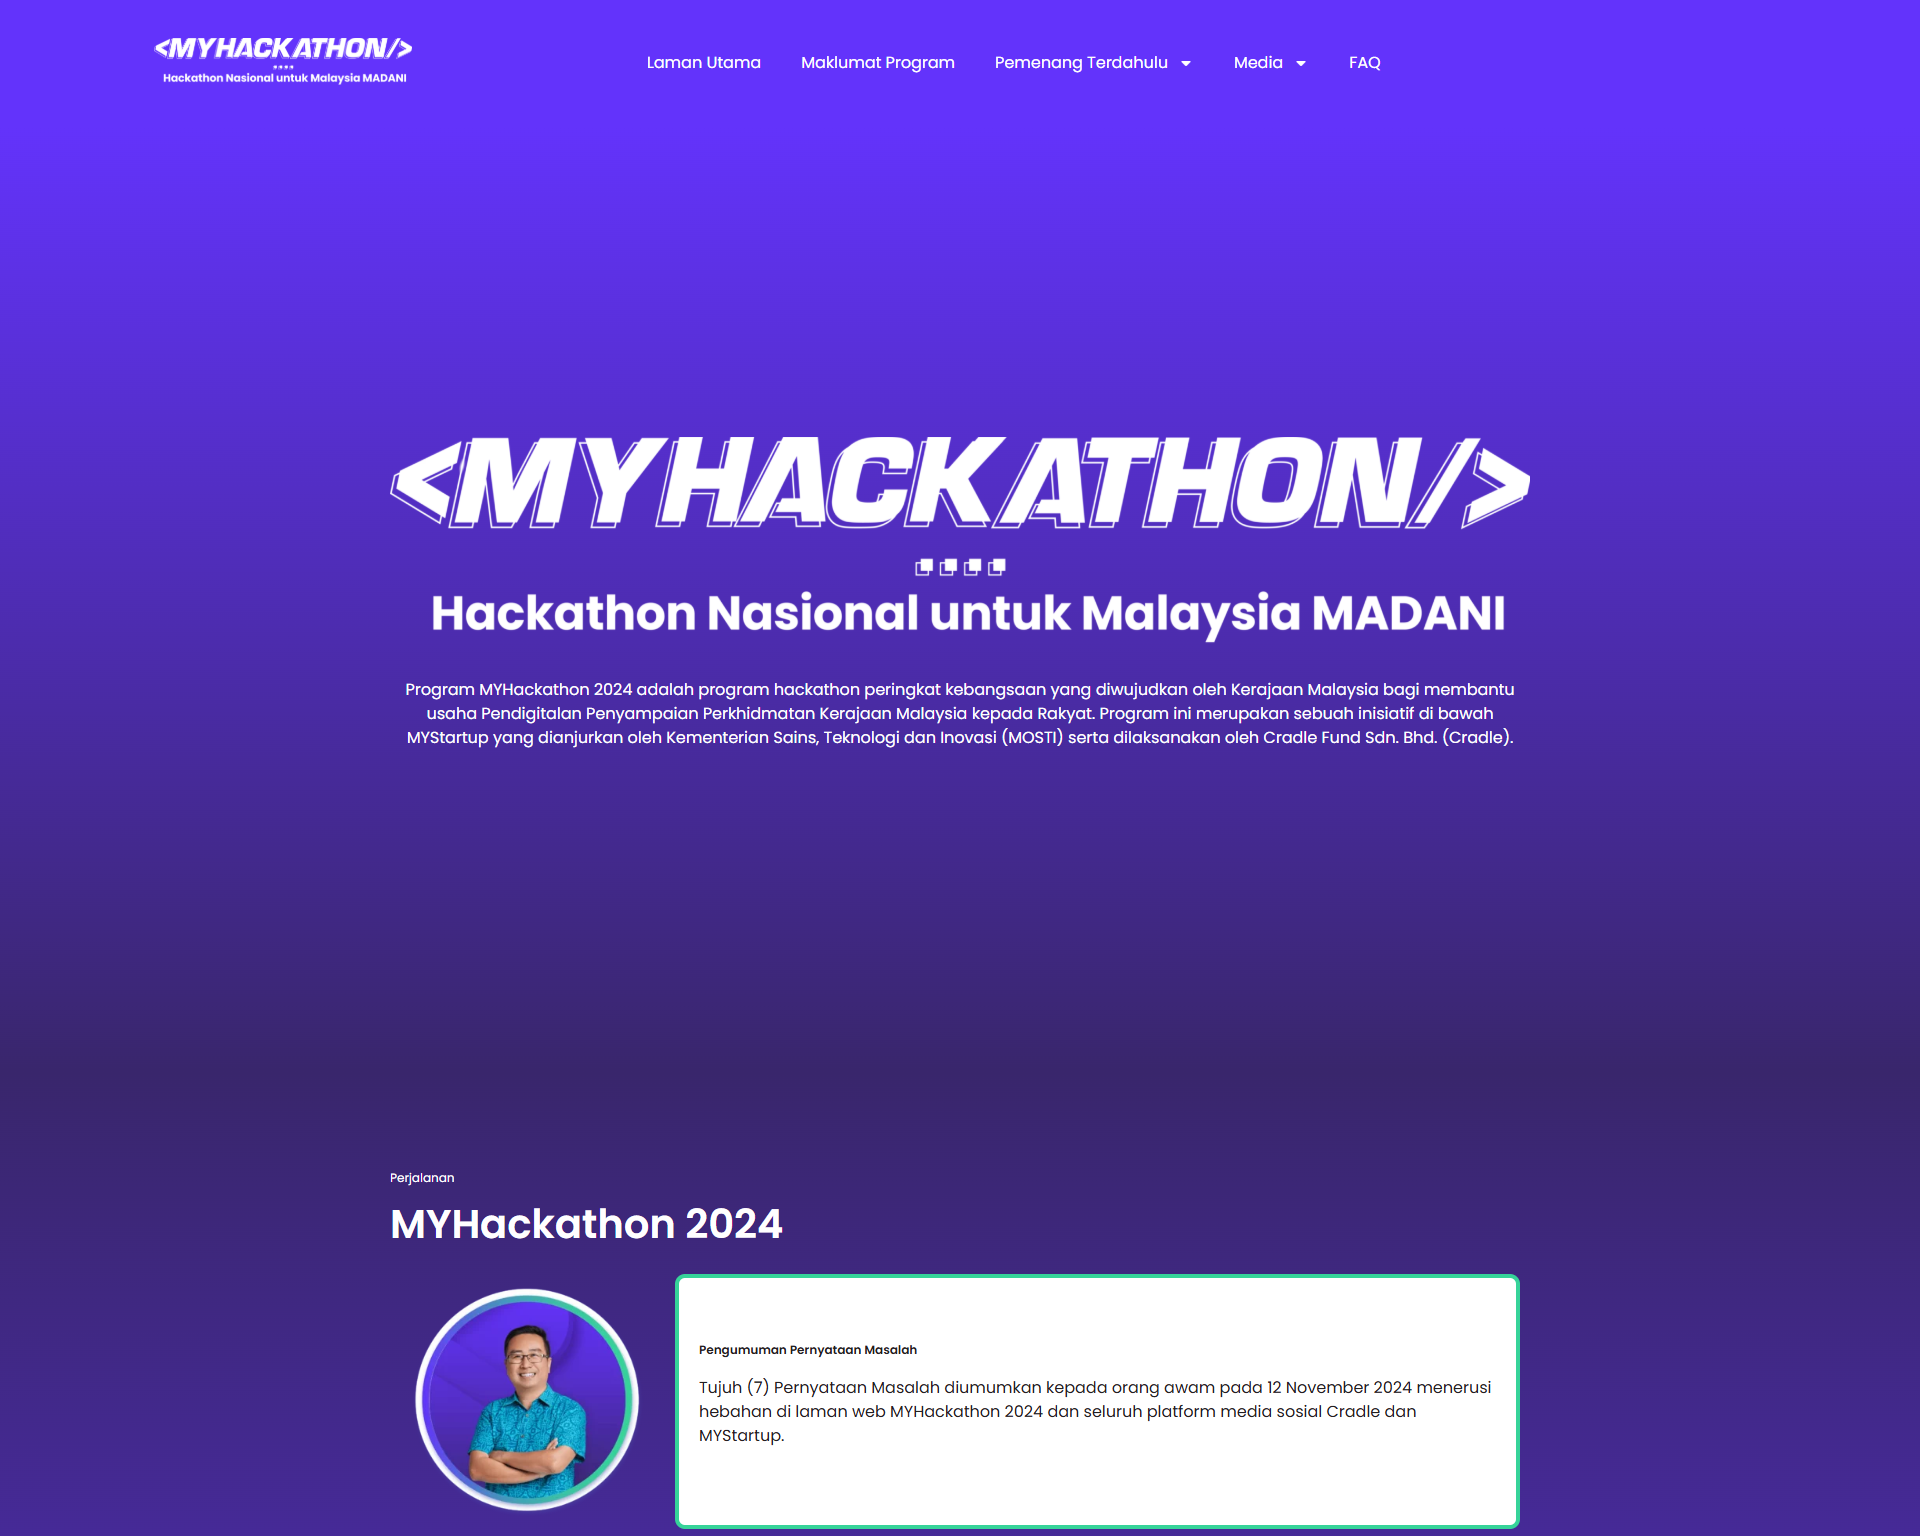 <MYHACKATHON/>
Hackathon Nasional untuk Malaysia MADANI
Laman Utama
Maklumat Program
Pemenang Terdahulu
Media
FAQ
<MYHACKATHON/>
Hackathon Nasional untuk Malaysia MADANI
Program MYHackathon 2024 adalah program hackathon peringkat kebangsaan yang diwujudkan oleh Kerajaan Malaysia bagi membantu
usaha Pendigitalan Penyampaian Perkhidmatan Kerajaan Malaysia kepada Rakyat. Program ini merupakan sebuah inisiatif di bawah
MYStartup yang dianjurkan oleh Kementerian Sains, Teknologi dan Inovasi (MOSTI) serta dilaksanakan oleh Cradle Fund Sdn. Bhd. (Cradle).
Perjalanan
MYHackathon 2024
Pengumuman Pernyataan Masalah
Tujuh (7) Pernyataan Masalah diumumkan kepada orang awam pada 12 November 2024 menerusi
hebahan di laman web MYHackathon 2024 dan seluruh platform media sosial Cradle dan
MYStartup.